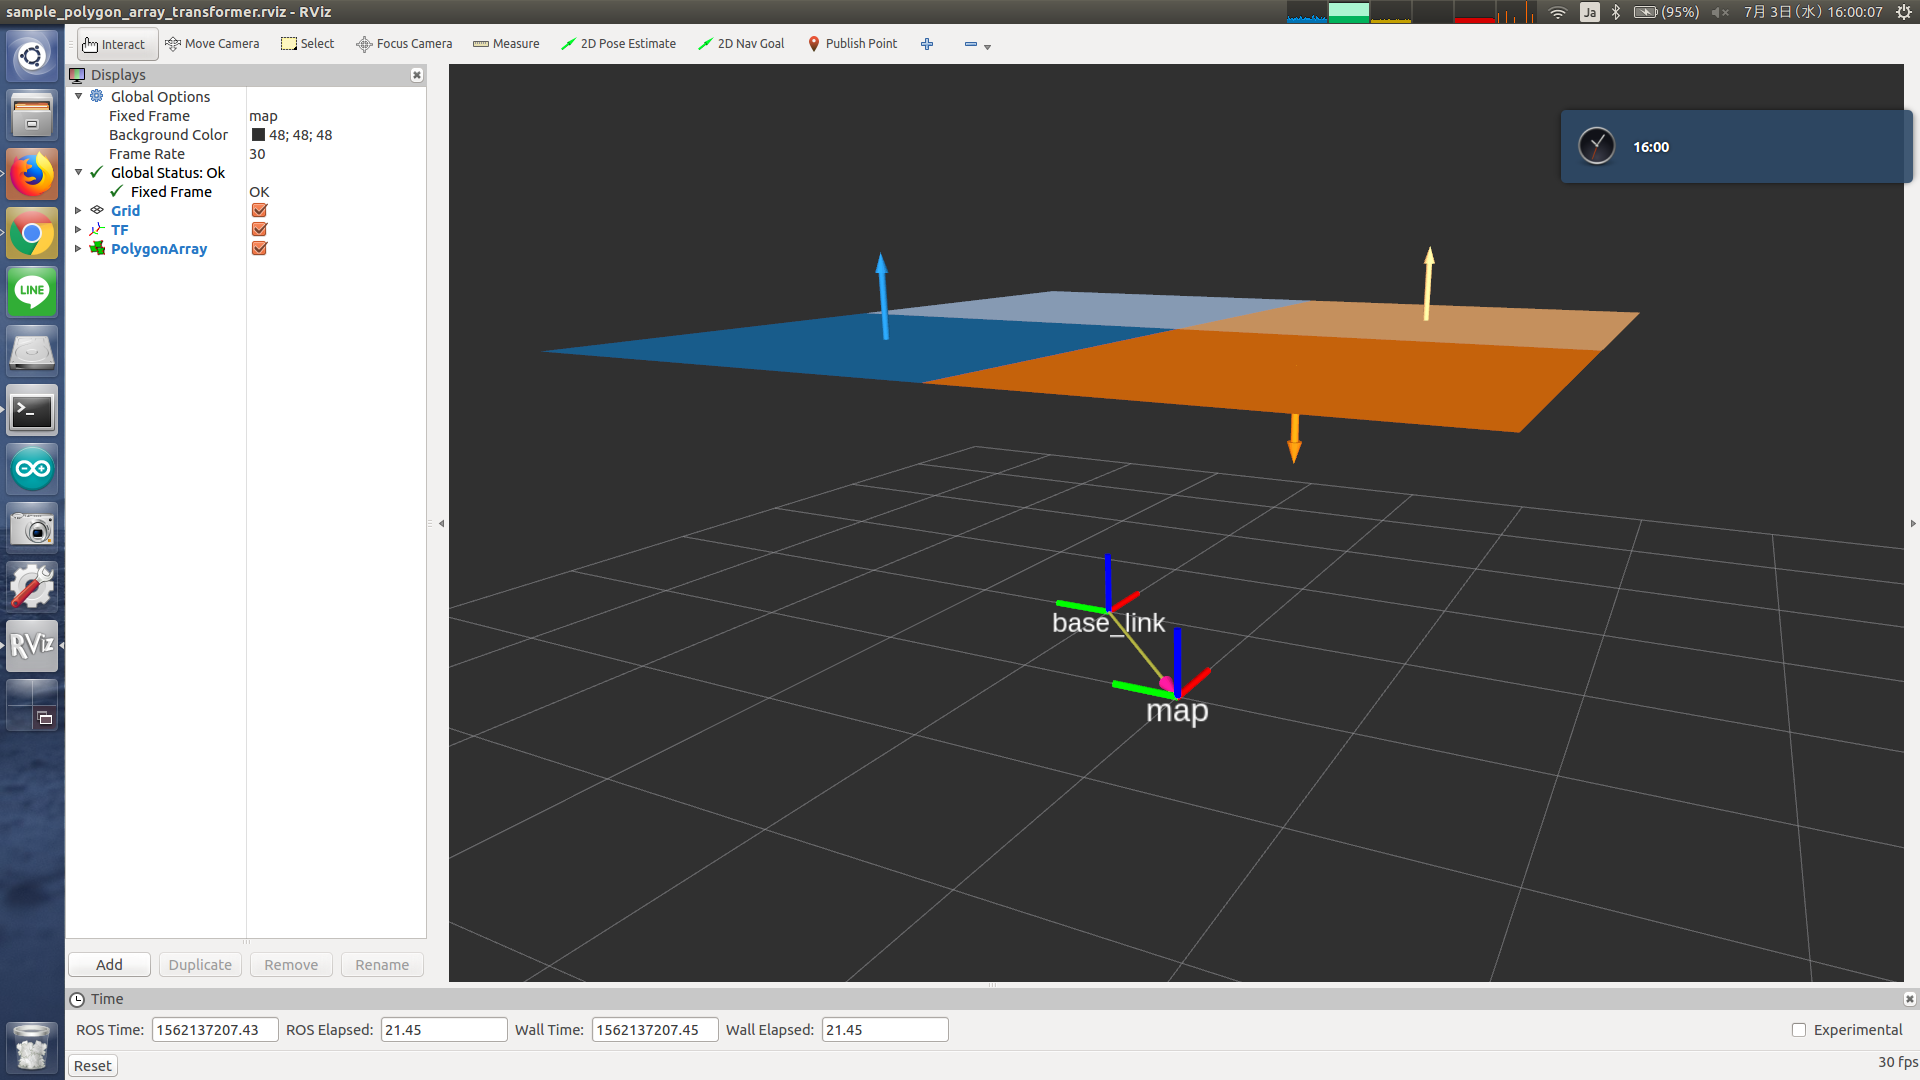 sample_polygon_array_transformer.rviz - RViz
Ja (95%) 7月 3日(水) 16:00:07
Interact Move Camera Select Focus Camera Measure 2D Pose Estimate 2D Nav Goal Publish Point
Displays
Global Options
Fixed Frame map
Background Color 48; 48; 48
Frame Rate 30
Global Status: Ok
Fixed Frame OK
Grid
TF
PolygonArray
16:00
LINE
RViz
base_link
map
Add Duplicate Remove Rename
Time
ROS Time: 1562137207.43 ROS Elapsed: 21.45 Wall Time: 1562137207.45 Wall Elapsed: 21.45 Experimental
Reset 30 fps